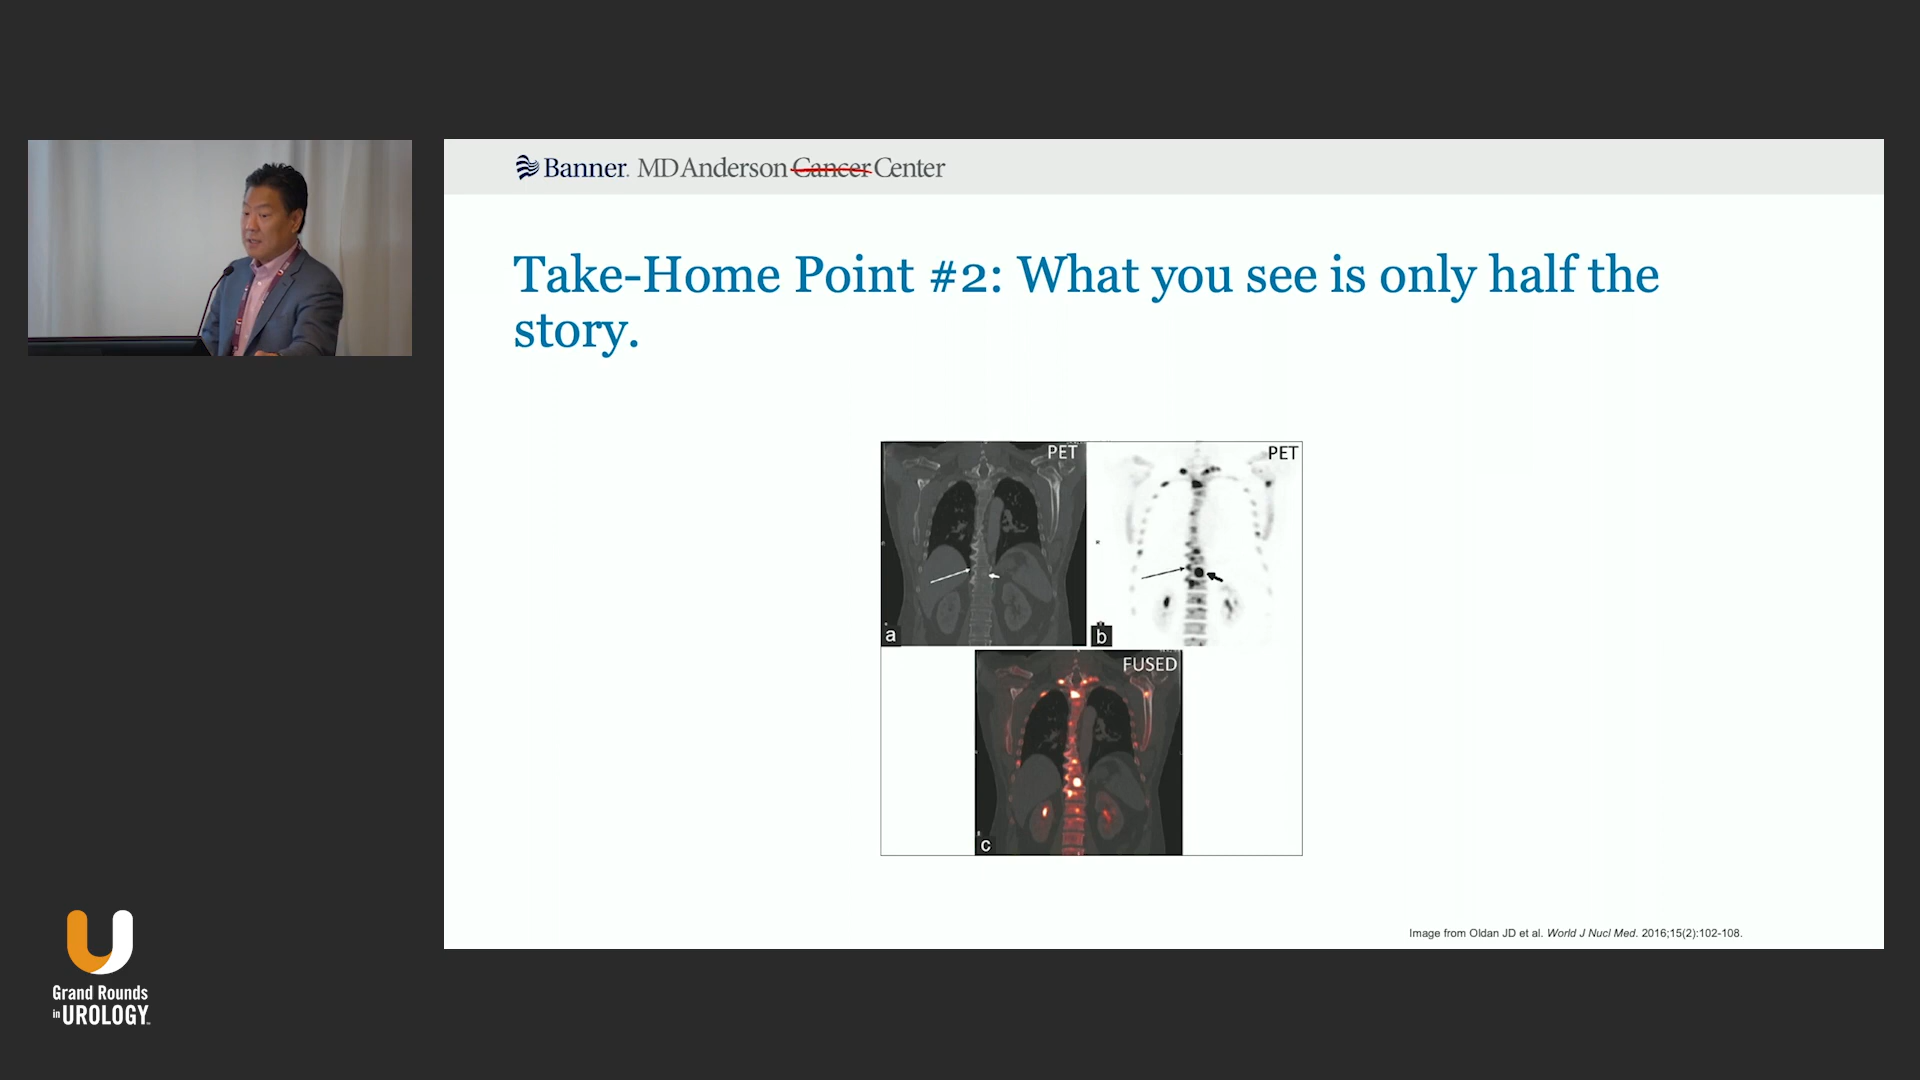 Banner. MD Anderson Cancer Center
Take-Home Point #2: What you see is only half the
story.
PET
PET
a
b
FUSED
c
Image from Oldan JD et al. World J Nucl Med. 2016;15(2):102-108.
Grand Rounds
in UROLOGY